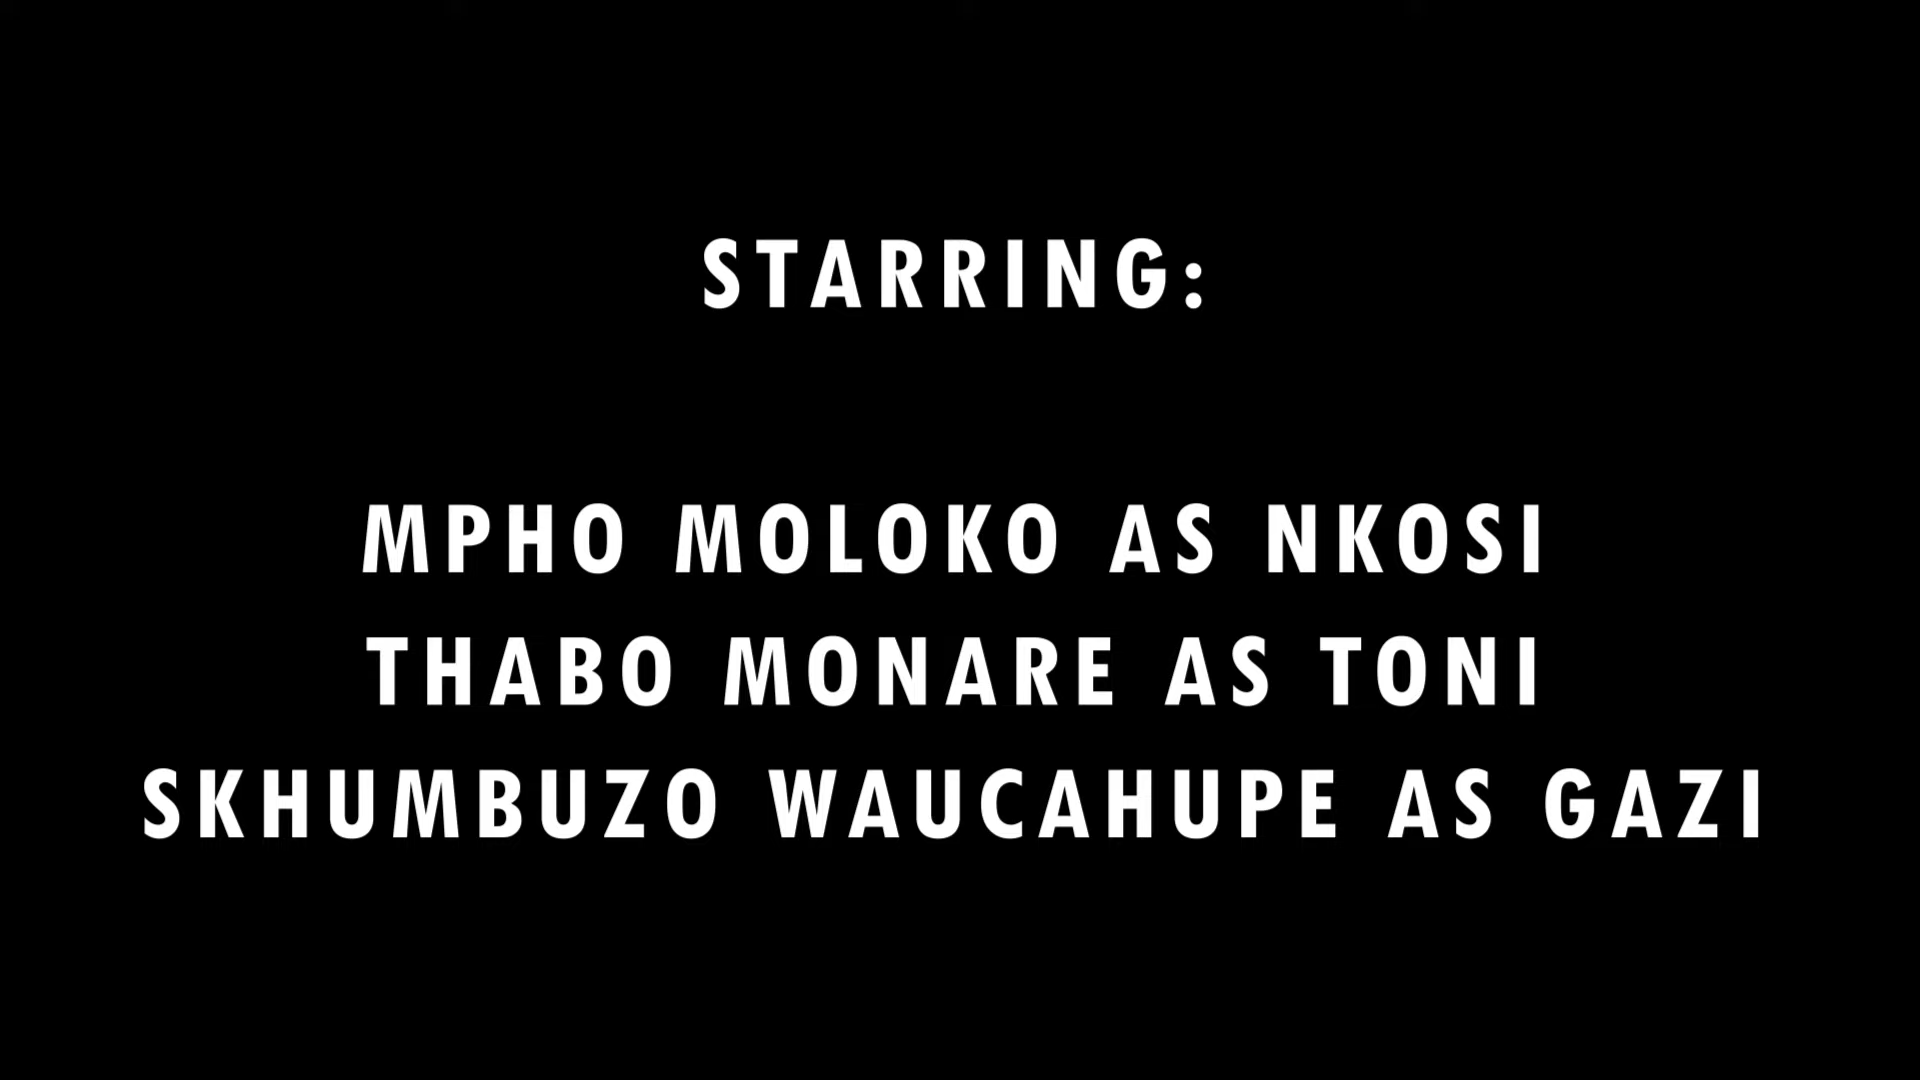 STARRING:
MPHO MOLOKO AS NKOSI
THABO MONARE AS TONI
SKHUMBUZO WAUCAHUPE AS GAZI